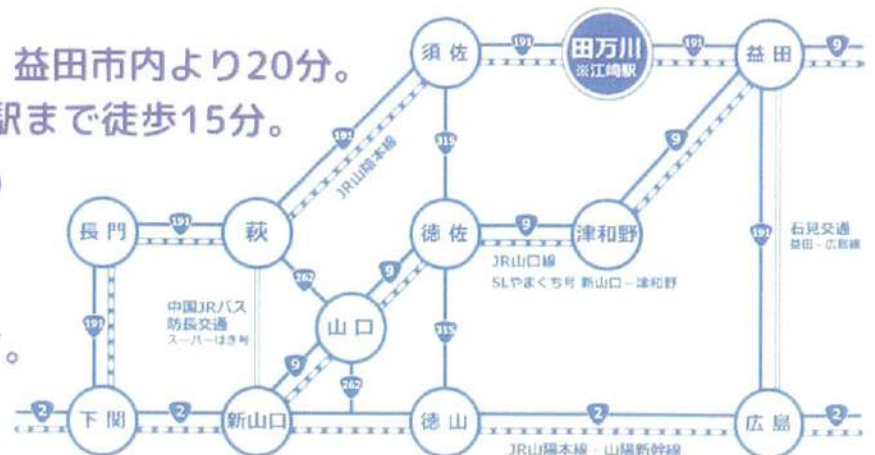 益田市内より20分。
駅まで徒歩15分。
須佐
191
田万川
※江崎駅
191
益田
9
191
JR山陰本線
315
9
長門
191
萩
徳佐
9
津和野
191
石見交通
益田－広島線
JR山口線
SLやまぐち号 新山口－津和野
262
9
中国JRバス
防長交通
スーパーはぎ号
山口
191
315
9
262
。
2
下関
2
新山口
徳山
2
広島
2
JR山陽本線・山陽新幹線